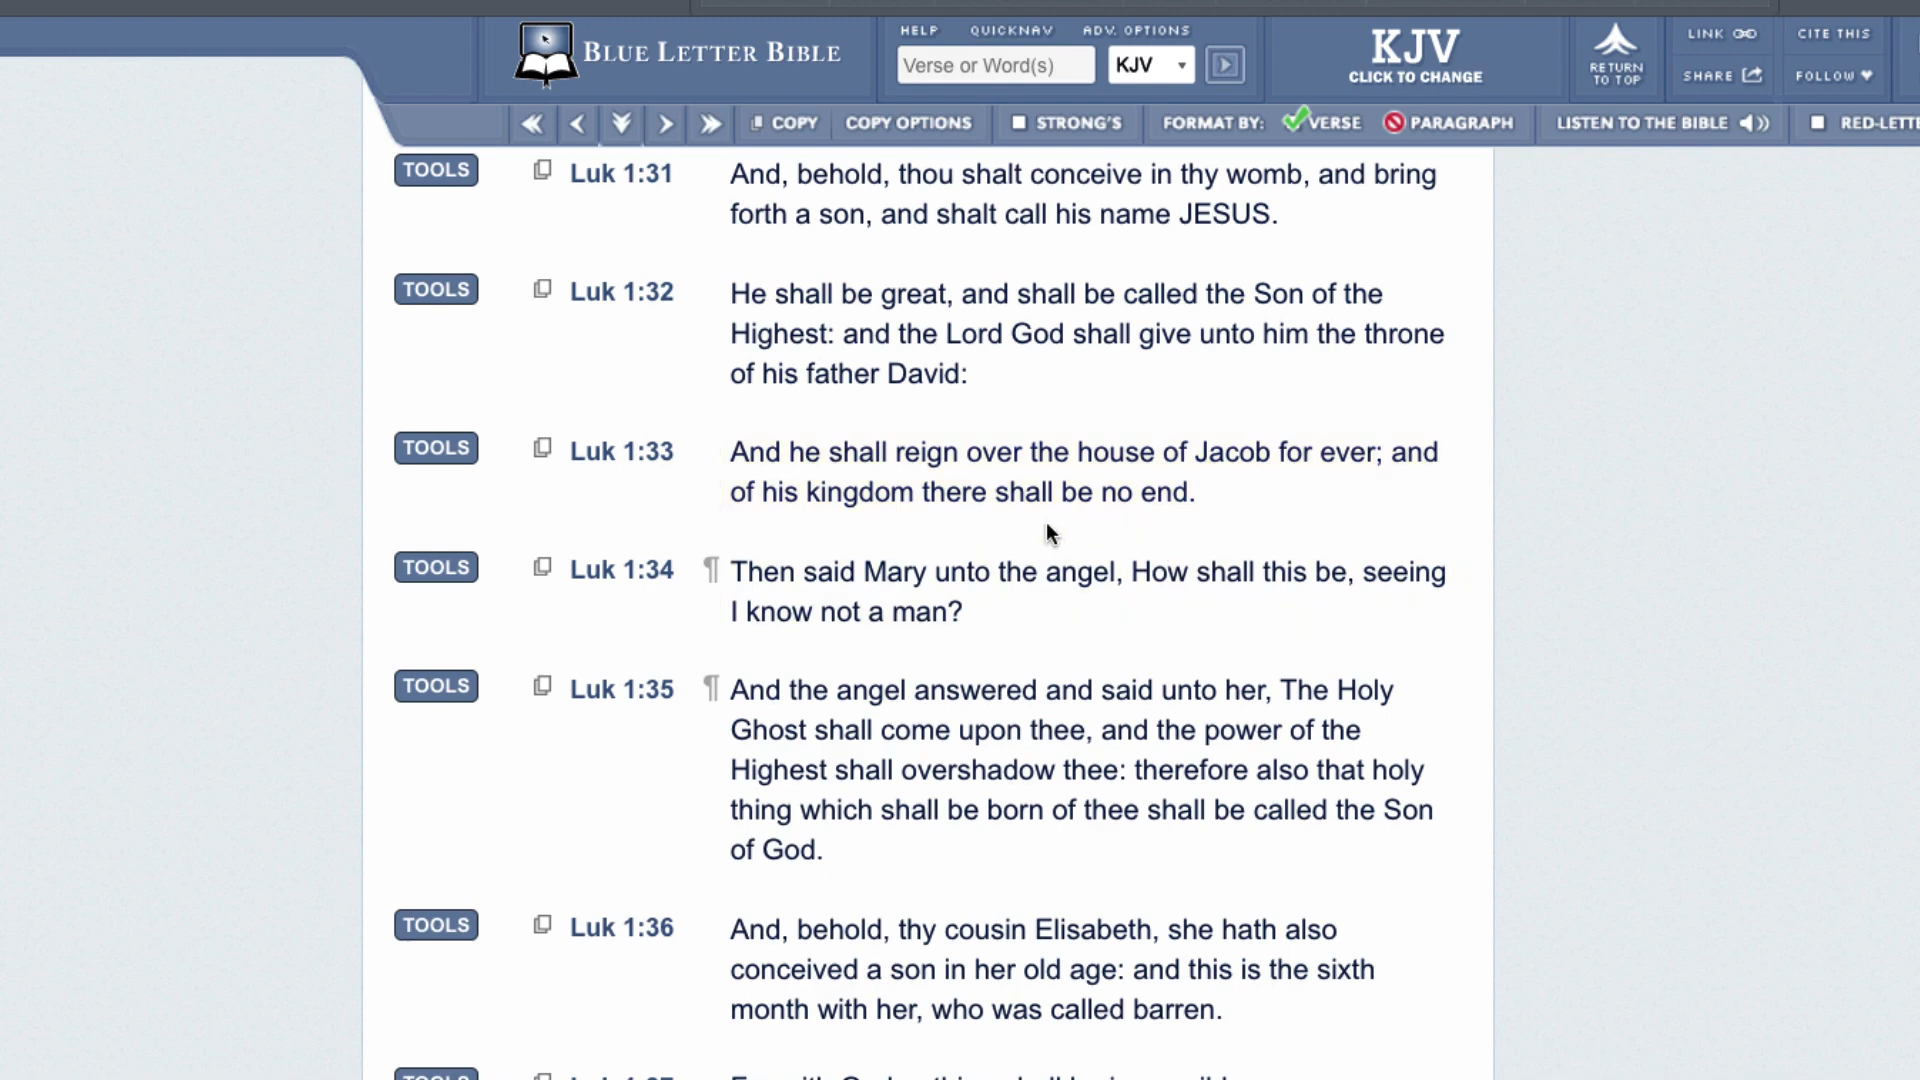 BLUE LETTER BIBLE
HELP QUICKNAV ADV. OPTIONS
Verse or Word(s) KJV
KJV
CLICK TO CHANGE
RETURN
TO TOP
LINK
SHARE
CITE THIS
FOLLOW
COPY COPY OPTIONS STRONG'S FORMAT BY: VERSE PARAGRAPH LISTEN TO THE BIBLE
TOOLS Luk 1:31 And, behold, thou shalt conceive in thy womb, and bring
forth a son, and shalt call his name JESUS.
TOOLS Luk 1:32 He shall be great, and shall be called the Son of the
Highest: and the Lord God shall give unto him the throne
of his father David:
TOOLS Luk 1:33 And he shall reign over the house of Jacob for ever; and
of his kingdom there shall be no end.
TOOLS Luk 1:34 ¶ Then said Mary unto the angel, How shall this be, seeing
I know not a man?
TOOLS Luk 1:35 ¶ And the angel answered and said unto her, The Holy
Ghost shall come upon thee, and the power of the
Highest shall overshadow thee: therefore also that holy
thing which shall be born of thee shall be called the Son
of God.
TOOLS Luk 1:36 And, behold, thy cousin Elisabeth, she hath also
conceived a son in her old age: and this is the sixth
month with her, who was called barren.